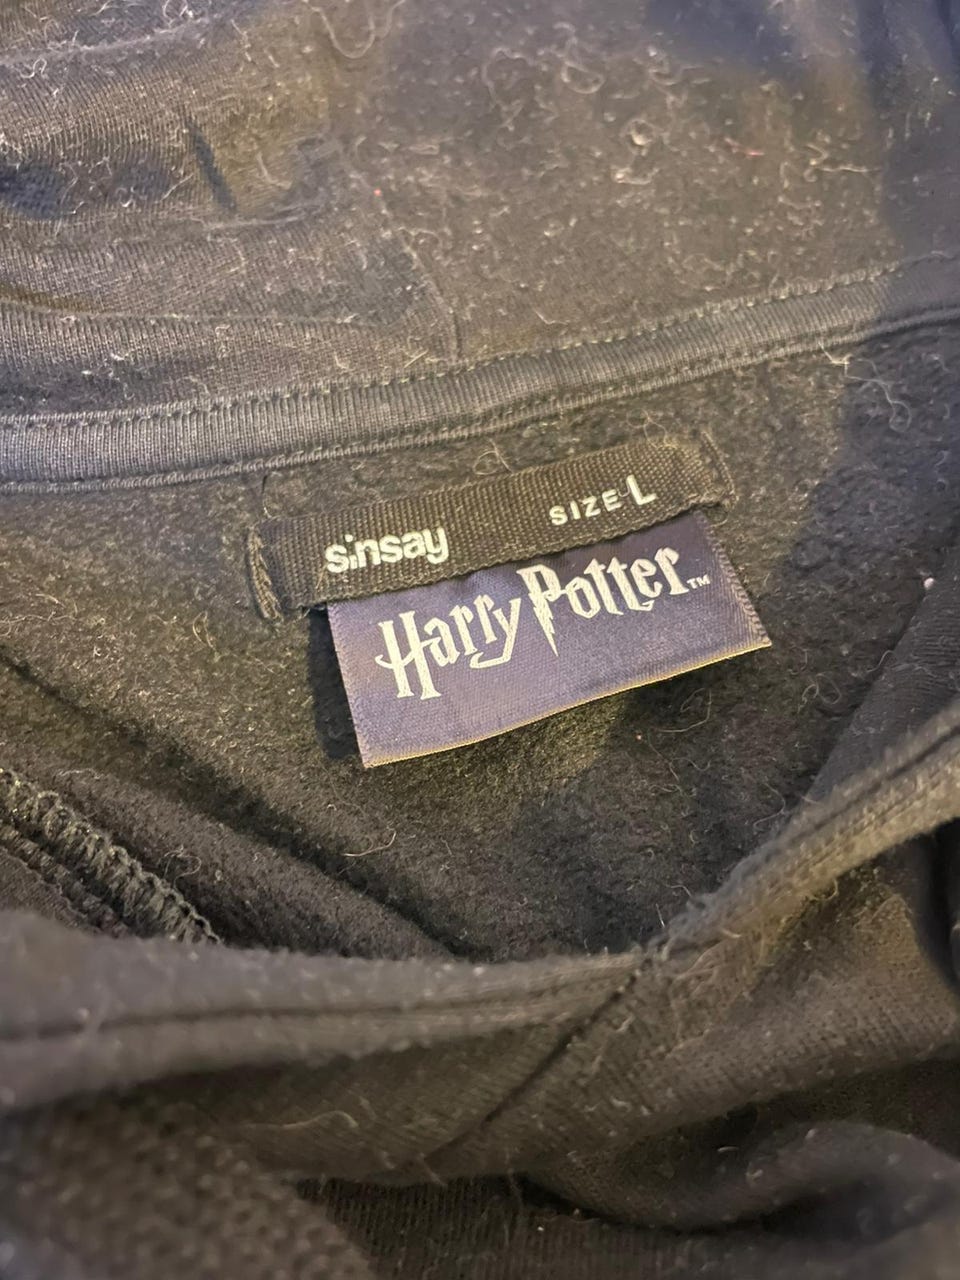 sinsay SIZE L
Harry Potter™